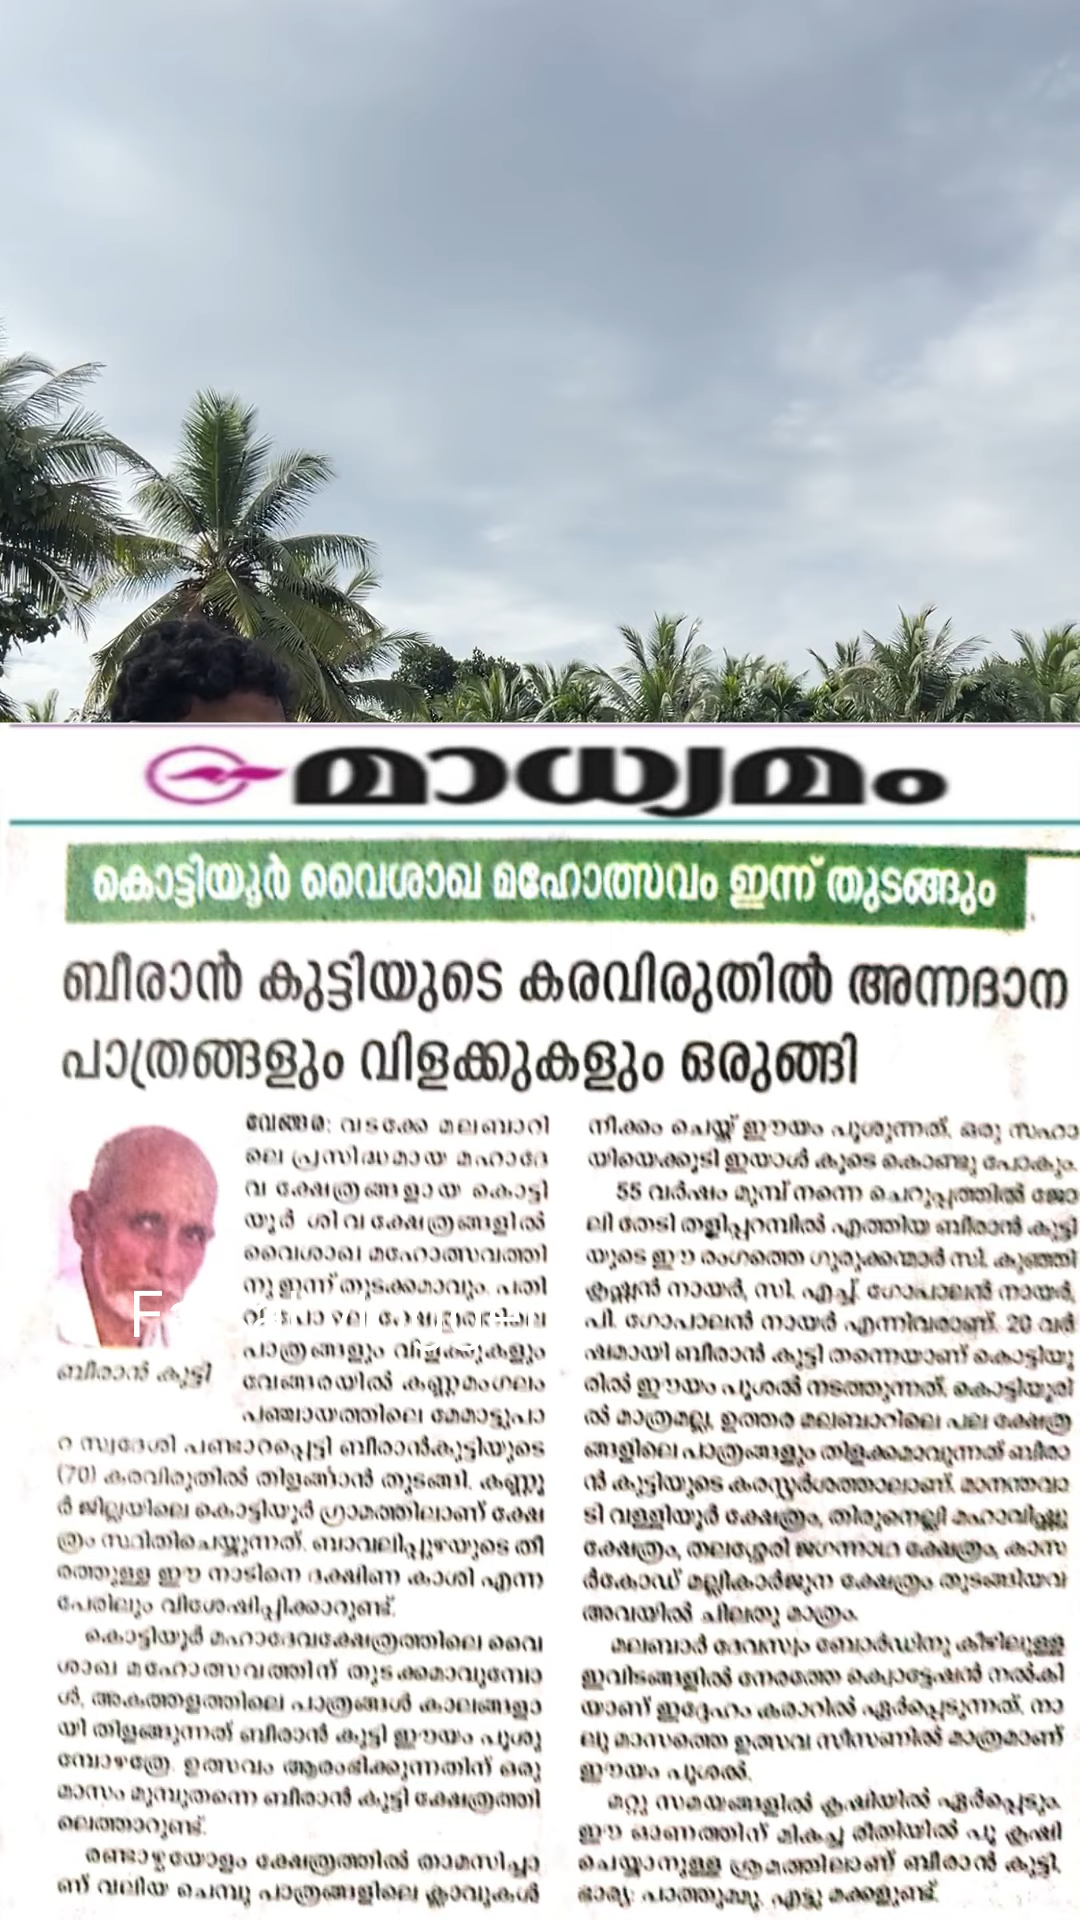 മാധ്യമം
കൊട്ടിയൂർ വൈശാഖ മഹോത്സവം ഇന്ന് തുടങ്ങും
ബീരാൻ കുട്ടിയുടെ കരവിരുതിൽ അന്നദാന
പാത്രങ്ങളും വിളക്കുകളും ഒരുങ്ങി
വേങ്ങര: വടക്കേ മലബാറി
ലെ പ്രസിദ്ധമായ മഹാദേ
വ ക്ഷേത്രങ്ങളായ കൊട്ടി
യൂർ ശിവ ക്ഷേത്രങ്ങളിൽ
വൈശാഖ മഹോത്സവത്തി
നു ഇന്ന് തുടക്കമാവും. പതി
പാത്രങ്ങളും വിളക്കുകളും
വേങ്ങരയിൽ കണ്ണമംഗലം
പഞ്ചായത്തിലെ മേമാട്ടുപാ
ബീരാൻ കുട്ടി
റ സ്വദേശി പണ്ടാറപ്പെട്ടി ബീരാൻകുട്ടിയുടെ
(70) കരവിരുതിൽ തിളങ്ങാൻ തുടങ്ങി. കണ്ണൂ
ർ ജില്ലയിലെ കൊട്ടിയൂർ ഗ്രാമത്തിലാണ് ക്ഷേ
ത്രം സ്ഥിതിചെയ്യുന്നത്. ബാവലിപ്പുഴയുടെ തീ
രത്തുള്ള ഈ നാടിനെ ദക്ഷിണ കാശി എന്ന
പേരിലും വിശേഷിപ്പിക്കാറുണ്ട്.
കൊട്ടിയൂർ മഹാദേവക്ഷേത്രത്തിലെ വൈ
ശാഖ മഹോത്സവത്തിന് തുടക്കമാവുമ്പോ
ൾ, അകത്തളത്തിലെ പാത്രങ്ങൾ കാലങ്ങളാ
യി തിളങ്ങുന്നത് ബീരാൻ കുട്ടി ഈയം പൂശു
മ്പോഴത്രേ. ഉത്സവം ആരംഭിക്കുന്നതിന് ഒരു
മാസം മുമ്പുതന്നെ ബീരാൻ കുട്ടി ക്ഷേത്രത്തി
ലെത്താറുണ്ട്.
രണ്ടാഴ്ചയോളം ക്ഷേത്രത്തിൽ താമസിച്ചാ
ണ് വലിയ ചെമ്പു പാത്രങ്ങളിലെ ക്ലാവുകൾ
നീക്കം ചെയ്ത് ഈയം പൂശുന്നത്. ഒരു സഹാ
യിയെക്കൂടി ഇയാൾ കൂടെ കൊണ്ടു പോകും.
55 വർഷം മുമ്പ് നന്നെ ചെറുപ്പത്തിൽ ജോ
ലി തേടി തളിപ്പറമ്പിൽ എത്തിയ ബീരാൻ കുട്ടി
യുടെ ഈ രംഗത്തെ ഗുരുക്കന്മാർ സി. കുഞ്ഞി
കൃഷ്ണൻ നായർ, സി. എച്ച്. ഗോപാലൻ നായർ,
പി. ഗോപാലൻ നായർ എന്നിവരാണ്. 20 വർ
ഷമായി ബീരാൻ കുട്ടി തന്നെയാണ് കൊട്ടിയൂ
രിൽ ഈയം പൂശൽ നടത്തുന്നത്. കൊട്ടിയൂരി
ൽ മാത്രമല്ല, ഉത്തര മലബാറിലെ പല ക്ഷേത്ര
ങ്ങളിലെ പാത്രങ്ങളും തിളക്കമാവുന്നത് ബീരാ
ൻ കുട്ടിയുടെ കരസ്പർശത്താലാണ്. മാനന്തവാ
ടി വള്ളിയൂർ ക്ഷേത്രം, തിരുനെല്ലി മഹാവിഷ്ണു
ക്ഷേത്രം, തലശ്ശേരി ജഗന്നാഥ ക്ഷേത്രം, കാസ
ർകോഡ് മല്ലികാർജുന ക്ഷേത്രം തുടങ്ങിയവ
അവയിൽ ചിലതു മാത്രം.
മലബാർ ദേവസ്വം ബോർഡിനു കീഴിലുള്ള
ഇവിടങ്ങളിൽ നേരത്തേ ക്വൊട്ടേഷൻ നൽകി
യാണ് ഇദ്ദേഹം കരാറിൽ ഏർപ്പെടുന്നത്. നാ
ലു മാസത്തെ ഉത്സവ സീസണിൽ മാത്രമാണ്
ഈയം പൂശൽ.
മറ്റു സമയങ്ങളിൽ കൃഷിയിൽ ഏർപ്പെടും.
ഈ ഓണത്തിന് മികച്ച രീതിയിൽ പൂ കൃഷി
ചെയ്യാനുള്ള ശ്രമത്തിലാണ് ബീരാൻ കുട്ടി.
ഭാര്യ: പാത്തുമ്മു. എട്ടു മക്കളുണ്ട്.